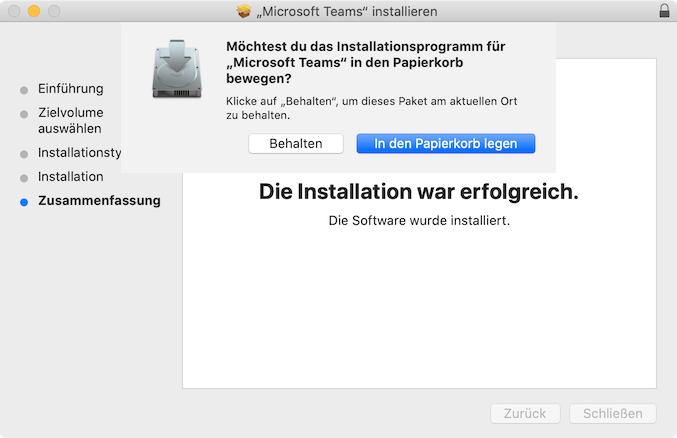 „Microsoft Teams“ installieren
Möchtest du das Installationsprogramm für
„Microsoft Teams“ in den Papierkorb
bewegen?
Klicke auf „Behalten“, um dieses Paket am aktuellen Ort
zu behalten.
Behalten
In den Papierkorb legen
Einführung
Zielvolume
auswählen
Installationsty
Installation
Zusammenfassung
Die Installation war erfolgreich.
Die Software wurde installiert.
Zurück
Schließen